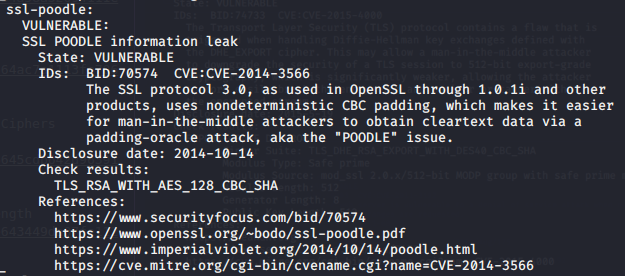 ssl-poodle:
VULNERABLE:
SSL POODLE information leak
State: VULNERABLE
IDs:  BID:70574  CVE:CVE-2014-3566
The SSL protocol 3.0, as used in OpenSSL through 1.0.1i and other
products, uses nondeterministic CBC padding, which makes it easier
for man-in-the-middle attackers to obtain cleartext data via a
padding-oracle attack, aka the "POODLE" issue.
Disclosure date: 2014-10-14
Check results:
TLS_RSA_WITH_AES_128_CBC_SHA
References:
https://www.securityfocus.com/bid/70574
https://www.openssl.org/~bodo/ssl-poodle.pdf
https://www.imperialviolet.org/2014/10/14/poodle.html
https://cve.mitre.org/cgi-bin/cvename.cgi?name=CVE-2014-3566